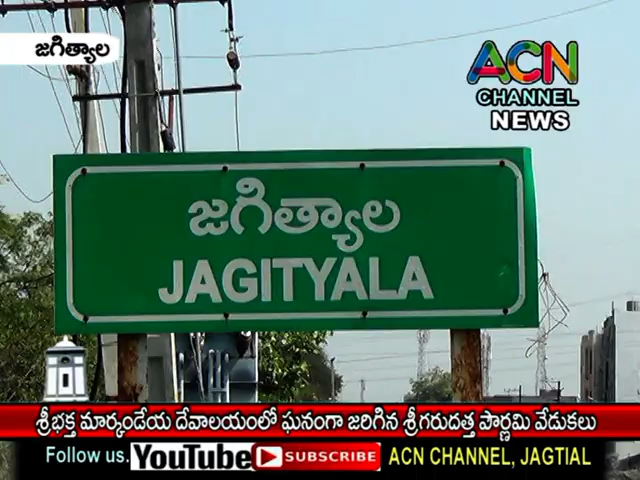 జగిత్యాల
ACN
CHANNEL
NEWS
జగిత్యాల
JAGITYALA
శ్రీభక్త మార్కండేయ దేవాలయంలో ఘనంగా జరిగిన శ్రీగరుదత్త పౌర్ణమి వేడుకలు
Follow us. YouTube SUBSCRIBE ACN CHANNEL, JAGTIAL